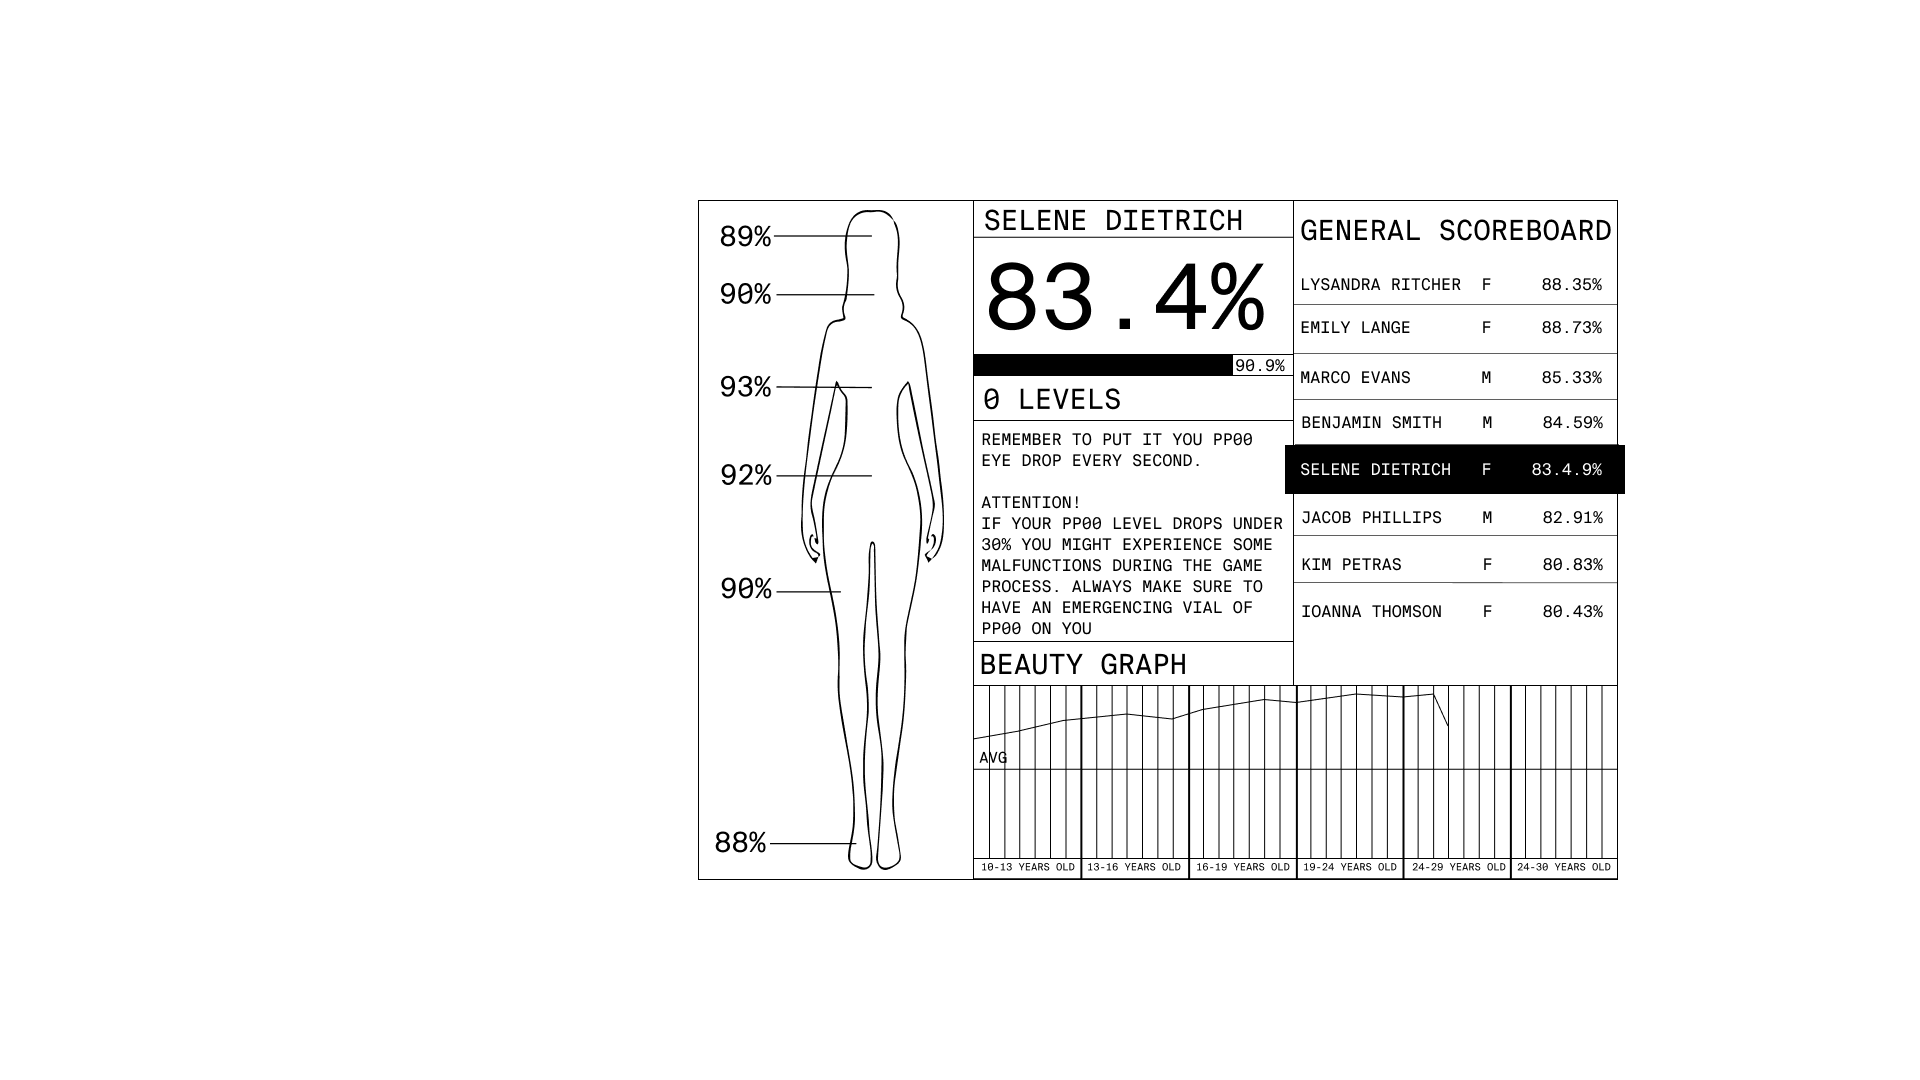 89%
90%
93%
92%
90%
88%
SELENE DIETRICH
83.4%
90.9%
0 LEVELS
REMEMBER TO PUT IT YOU PP00
EYE DROP EVERY SECOND.
ATTENTION!
IF YOUR PP00 LEVEL DROPS UNDER
30% YOU MIGHT EXPERIENCE SOME
MALFUNCTIONS DURING THE GAME
PROCESS. ALWAYS MAKE SURE TO
HAVE AN EMERGENCING VIAL OF
PP00 ON YOU
GENERAL SCOREBOARD
LYSANDRA RITCHER F 88.35%
EMILY LANGE F 88.73%
MARCO EVANS M 85.33%
BENJAMIN SMITH M 84.59%
SELENE DIETRICH F 83.4.9%
JACOB PHILLIPS M 82.91%
KIM PETRAS F 80.83%
IOANNA THOMSON F 80.43%
BEAUTY GRAPH
AVG
10-13 YEARS OLD 13-16 YEARS OLD 16-19 YEARS OLD 19-24 YEARS OLD 24-29 YEARS OLD 24-30 YEARS OLD